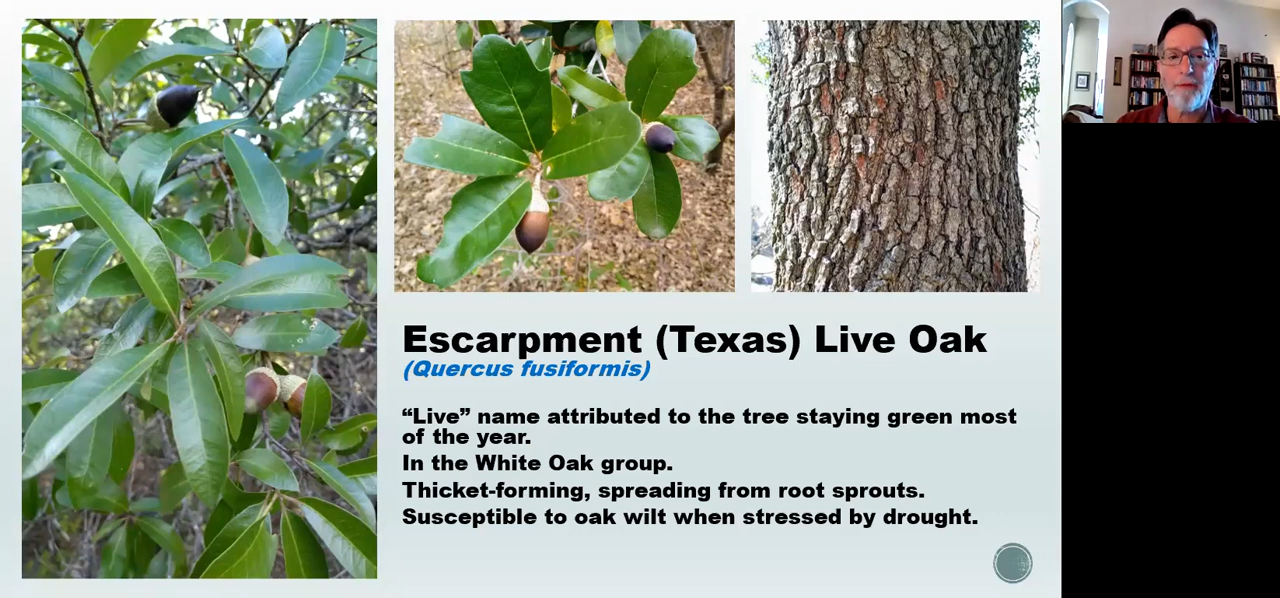 Escarpment (Texas) Live Oak
(Quercus fusiformis)
“Live” name attributed to the tree staying green most
of the year.
In the White Oak group.
Thicket-forming, spreading from root sprouts.
Susceptible to oak wilt when stressed by drought.